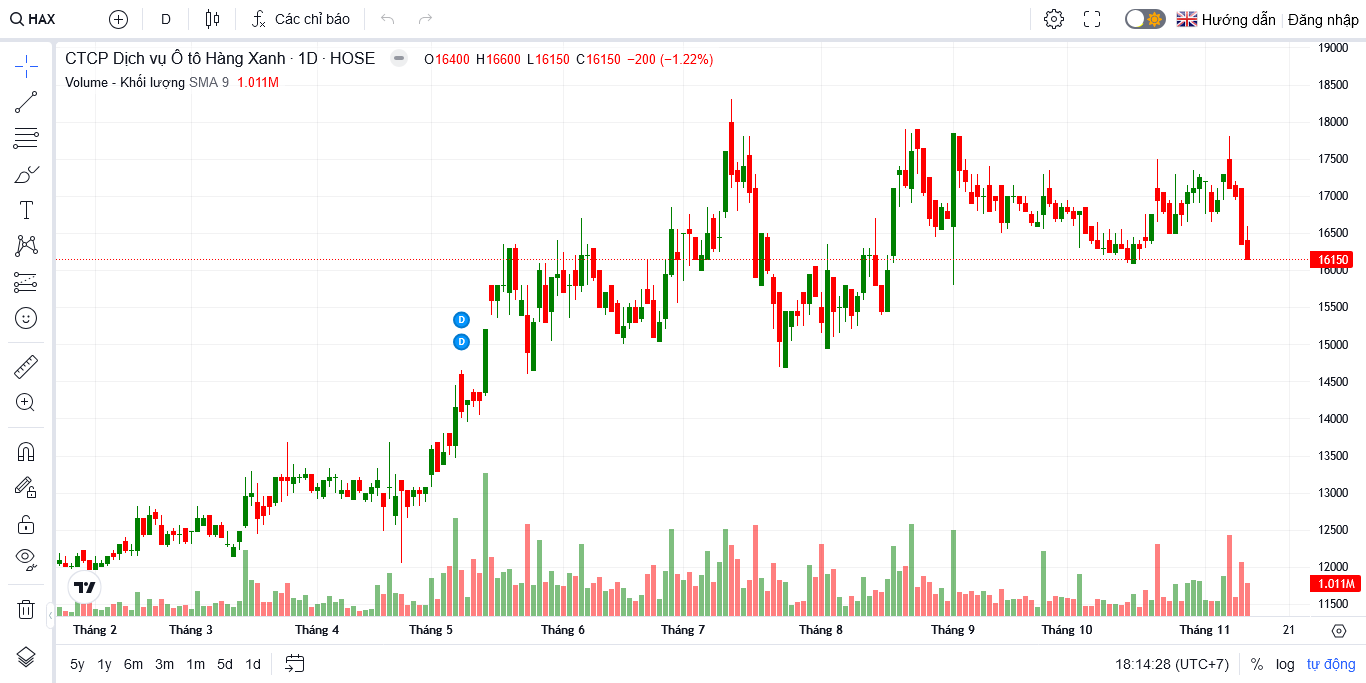 HAX D Các chỉ báo Hướng dẫn Đăng nhập
CTCP Dịch vụ Ô tô Hàng Xanh · 1D · HOSE O16400 H16600 L16150 C16150 −200 (−1.22%)
Volume - Khối lượng SMA 9 1.011M
19000
18500
18000
17500
17000
16500
16150
16000
15500
15000
14500
14000
13500
13000
12500
12000
1.011M
11500
D
D
Tháng 2 Tháng 3 Tháng 4 Tháng 5 Tháng 6 Tháng 7 Tháng 8 Tháng 9 Tháng 10 Tháng 11 21
5y 1y 6m 3m 1m 5d 1d 18:14:28 (UTC+7) % log tự động